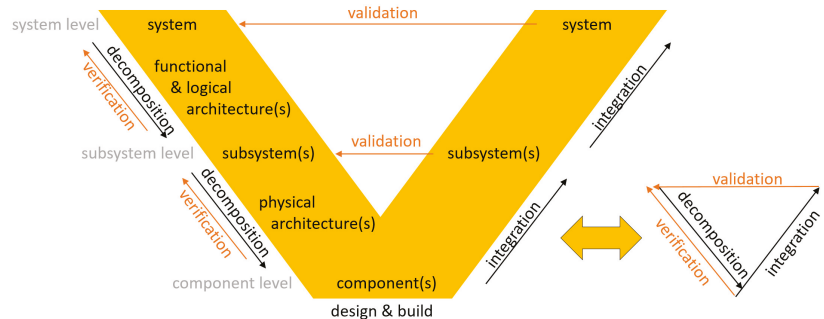 validation
system level
system
system
decomposition
verification
integration
functional
& logical
architecture(s)
validation
subsystem level
subsystem(s)
subsystem(s)
decomposition
verification
integration
physical
architecture(s)
validation
decomposition
verification
integration
component level
component(s)
design & build